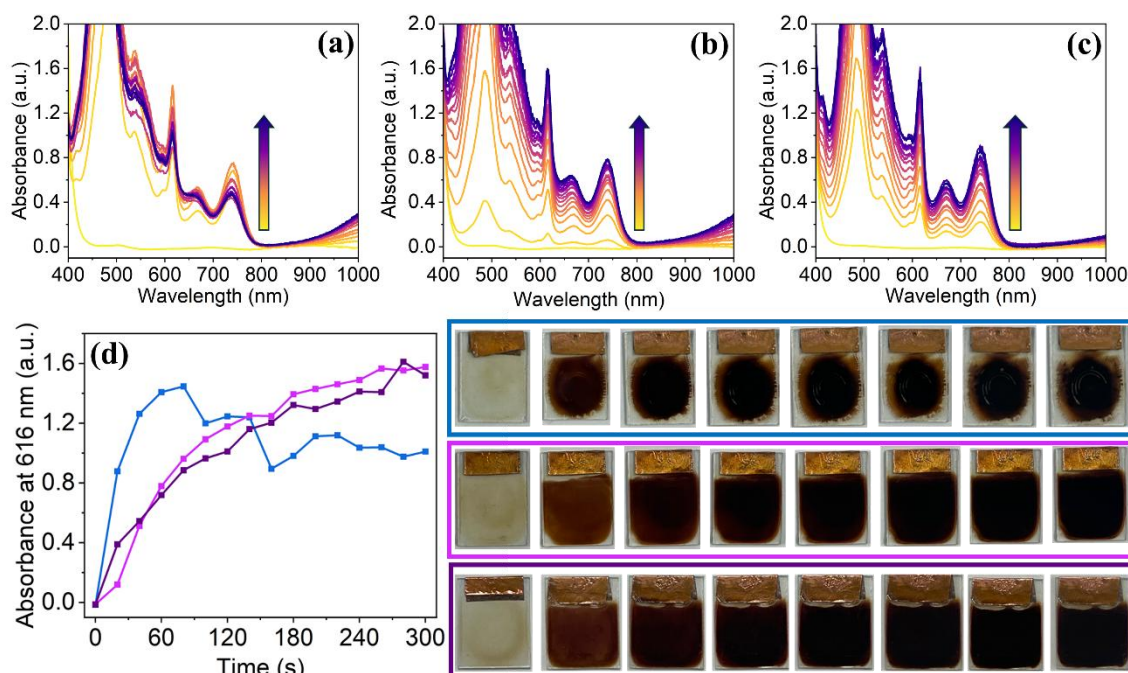 (a)
2.0
1.6
1.2
0.8
0.4
0.0
Absorbance (a.u.)
400 500 600 700 800 900 1000
Wavelength (nm)
(b)
2.0
1.6
1.2
0.8
0.4
0.0
Absorbance (a.u.)
400 500 600 700 800 900 1000
Wavelength (nm)
(c)
2.0
1.6
1.2
0.8
0.4
0.0
Absorbance (a.u.)
400 500 600 700 800 900 1000
Wavelength (nm)
(d)
1.6
1.2
0.8
0.4
0.0
Absorbance at 616 nm (a.u.)
0 60 120 180 240 300
Time (s)